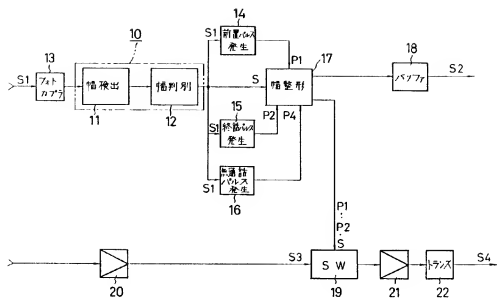 14
10
S1
前置パルス
発生
17
13
P1
18
S1
フォト
カプラ
幅検出
幅判別
S
幅整形
バッファ
S2
11
12
15
P2
P4
S1
終話パルス
発生
無通話
パルス
発生
S1
16
P1
P2
S
S3
SW
トランス
S4
20
19
21
22